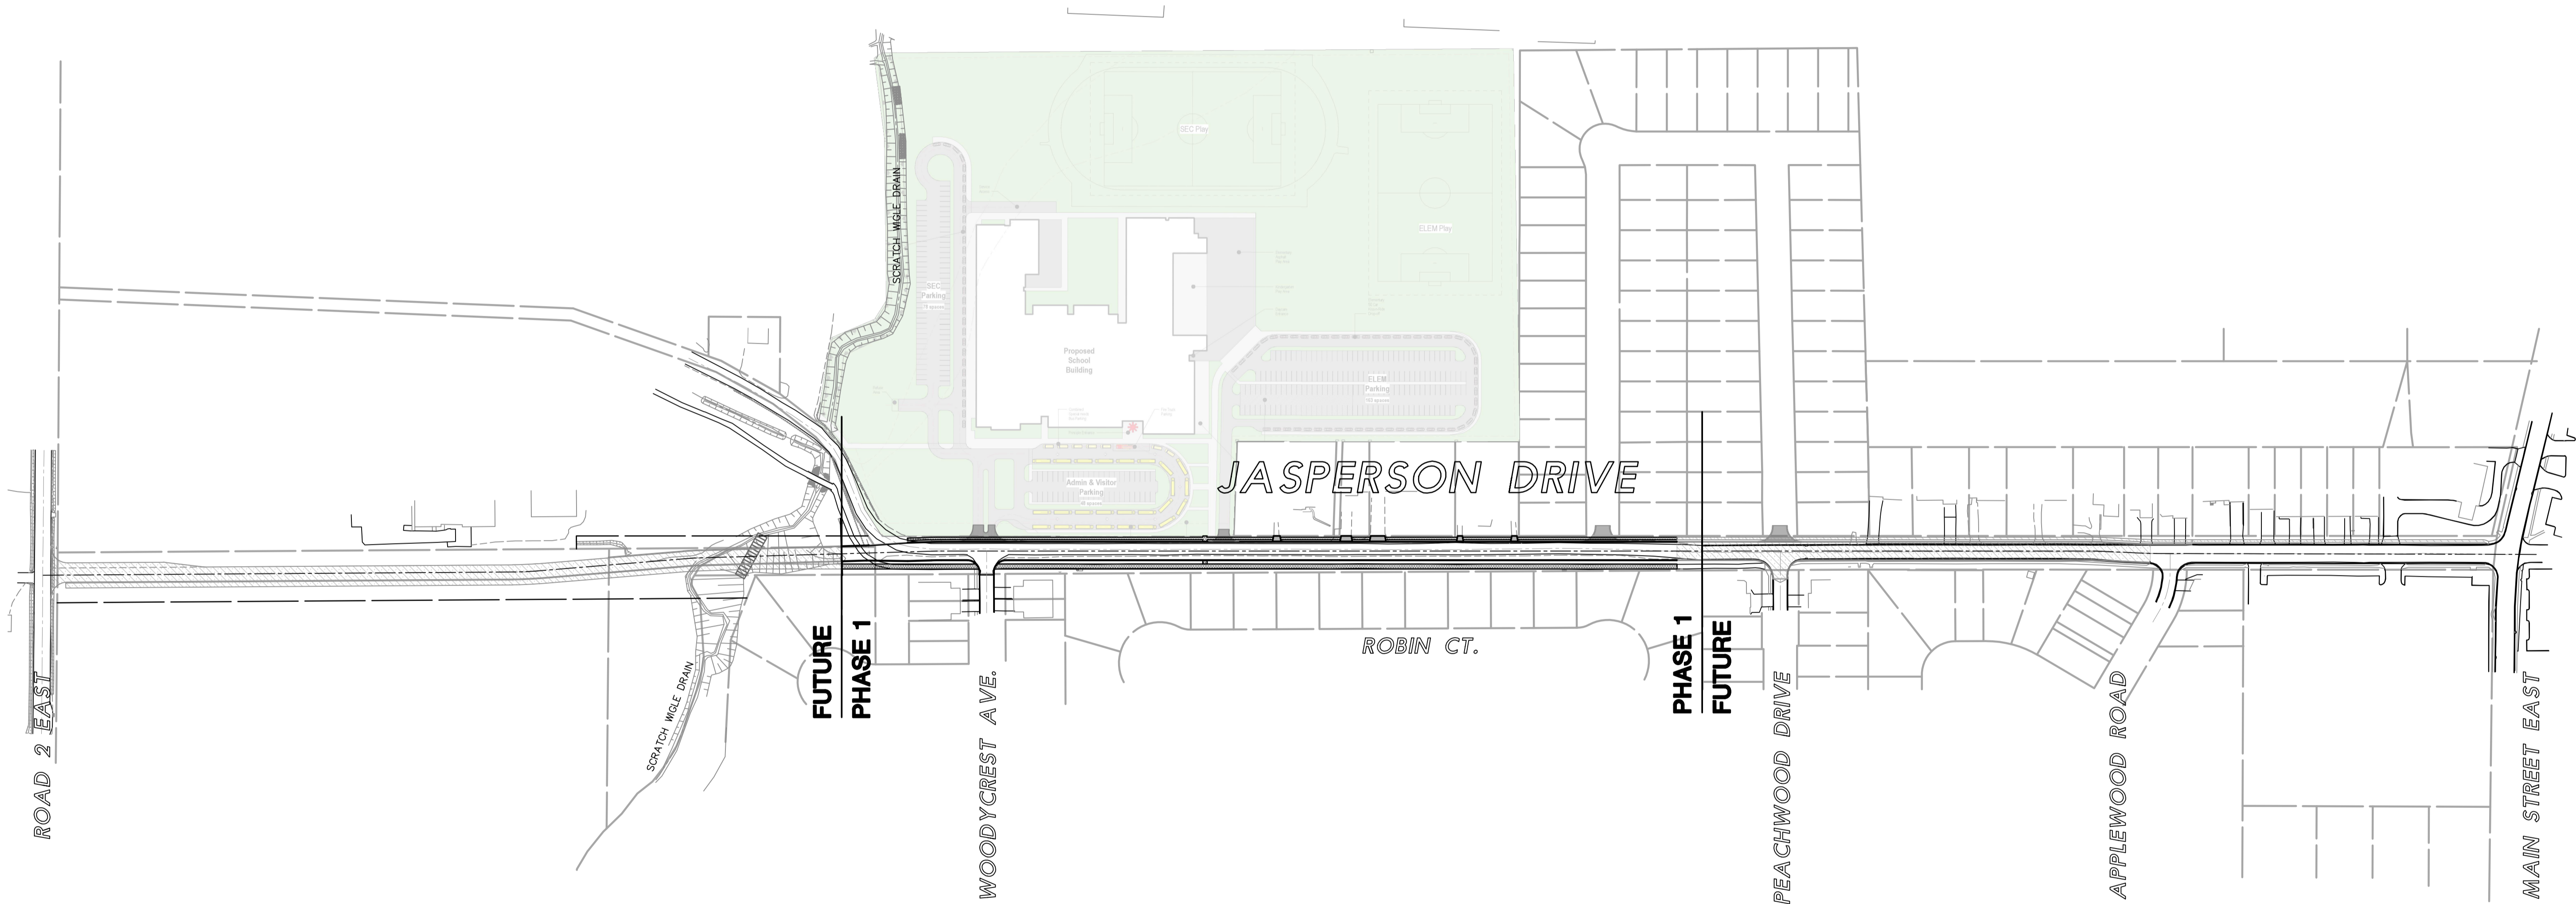 SEC Play
ELEM Play
SCRATCH WIGLE DRAIN
SEC
Parking
Proposed
School
Building
ELEM
Parking
Admin & Visitor
Parking
JASPERSON DRIVE
FUTURE
PHASE 1
PHASE 1
FUTURE
ROBIN CT.
SCRATCH WIGLE DRAIN
ROAD 2 EAST
WOODYCREST AVE.
PEACHWOOD DRIVE
APPLEWOOD ROAD
MAIN STREET EAST